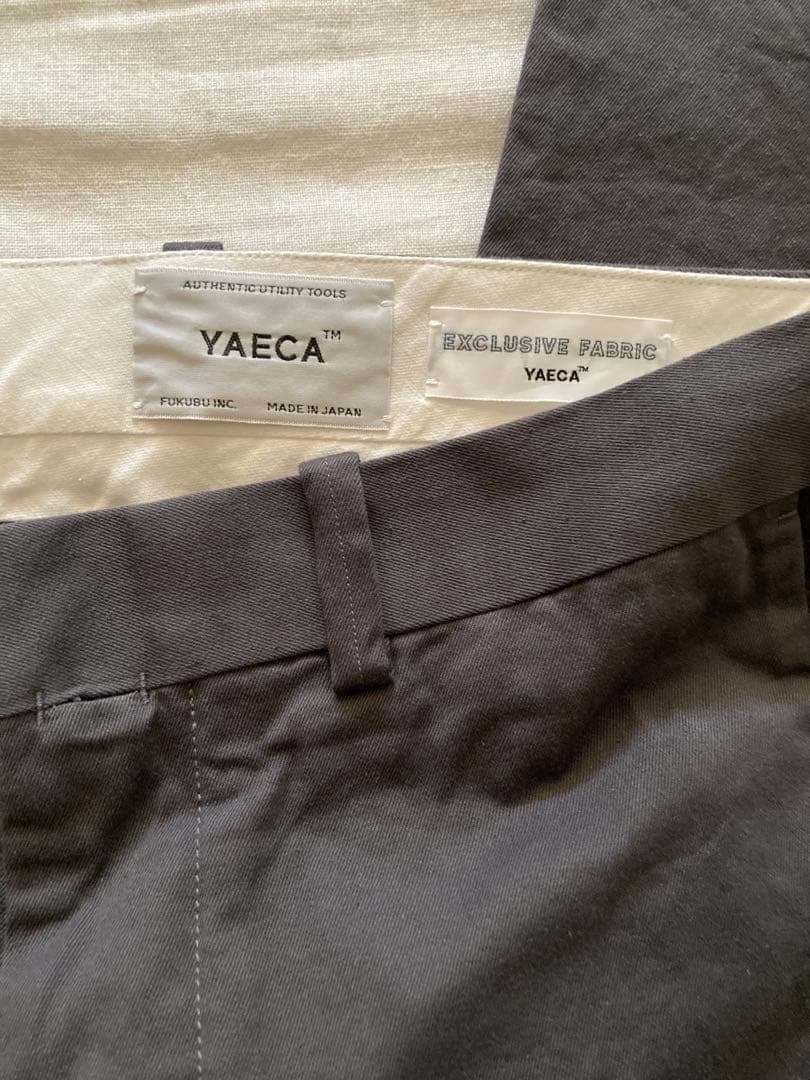 AUTHENTIC UTILITY TOOLS
YAECA™
FUKUBU INC. MADE IN JAPAN
EXCLUSIVE FABRIC
YAECA™